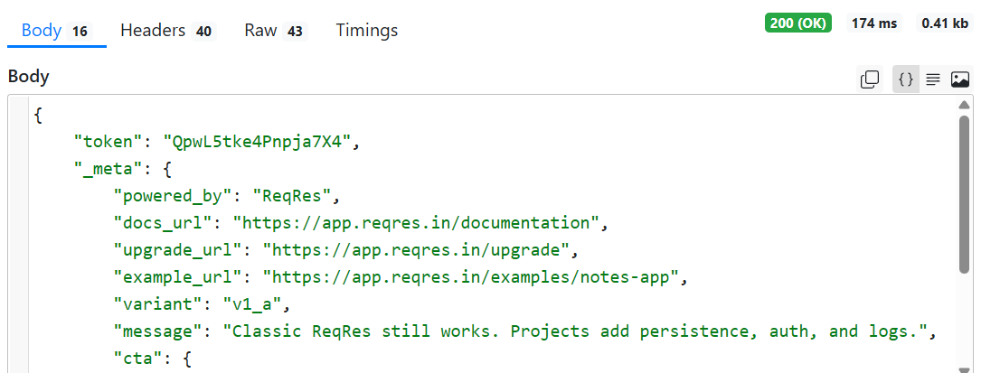 Body 16 Headers 40 Raw 43 Timings 200 (OK) 174 ms 0.41 kb
Body
{
"token": "QpwL5tke4Pnpja7X4",
"_meta": {
"powered_by": "ReqRes",
"docs_url": "https://app.reqres.in/documentation",
"upgrade_url": "https://app.reqres.in/upgrade",
"example_url": "https://app.reqres.in/examples/notes-app",
"variant": "v1_a",
"message": "Classic ReqRes still works. Projects add persistence, auth, and logs.",
"cta": {